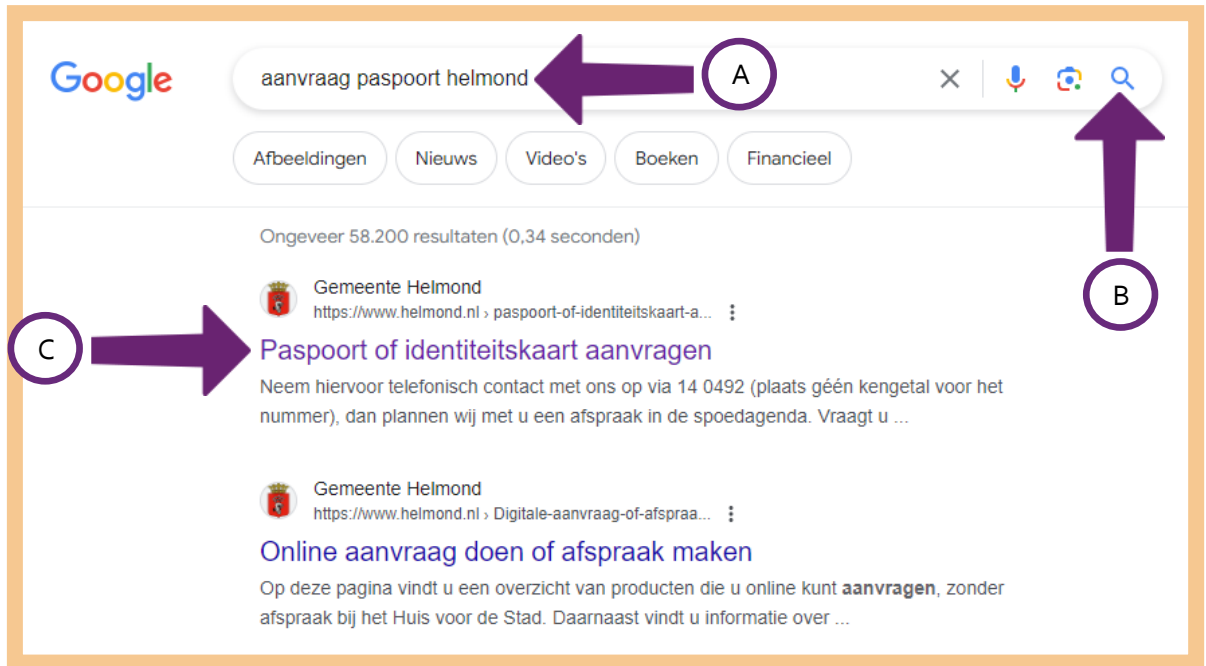 Google
aanvraag paspoort helmond
A
Afbeeldingen
Nieuws
Video's
Boeken
Financieel
B
Ongeveer 58.200 resultaten (0,34 seconden)
Gemeente Helmond
https://www.helmond.nl › paspoort-of-identiteitskaart-a...
C
Paspoort of identiteitskaart aanvragen
Neem hiervoor telefonisch contact met ons op via 14 0492 (plaats géén kengetal voor het
nummer), dan plannen wij met u een afspraak in de spoedagenda. Vraagt u ...
Gemeente Helmond
https://www.helmond.nl › Digitale-aanvraag-of-afspraa...
Online aanvraag doen of afspraak maken
Op deze pagina vindt u een overzicht van producten die u online kunt aanvragen, zonder
afspraak bij het Huis voor de Stad. Daarnaast vindt u informatie over ...